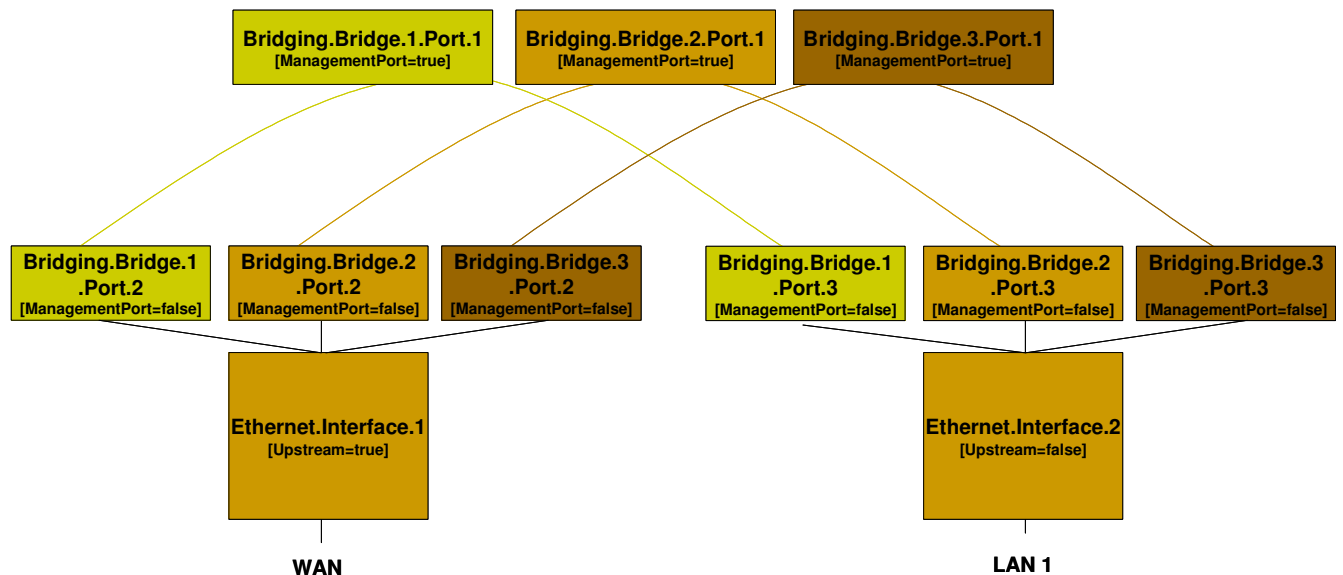 Bridging.Bridge.1.Port.1
[ManagementPort=true]
Bridging.Bridge.2.Port.1
[ManagementPort=true]
Bridging.Bridge.3.Port.1
[ManagementPort=true]
Bridging.Bridge.1
.Port.2
[ManagementPort=false]
Bridging.Bridge.2
.Port.2
[ManagementPort=false]
Bridging.Bridge.3
.Port.2
[ManagementPort=false]
Bridging.Bridge.1
.Port.3
[ManagementPort=false]
Bridging.Bridge.2
.Port.3
[ManagementPort=false]
Bridging.Bridge.3
.Port.3
[ManagementPort=false]
Ethernet.Interface.1
[Upstream=true]
Ethernet.Interface.2
[Upstream=false]
WAN
LAN 1